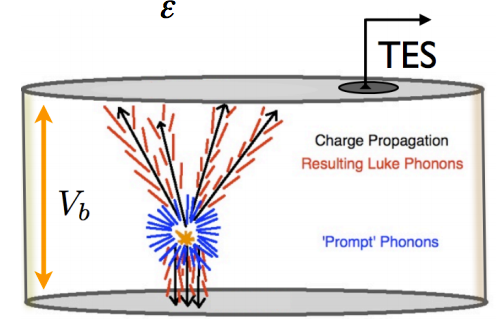 ε
TES
Charge Propagation
Resulting Luke Phonons
V_b
'Prompt' Phonons